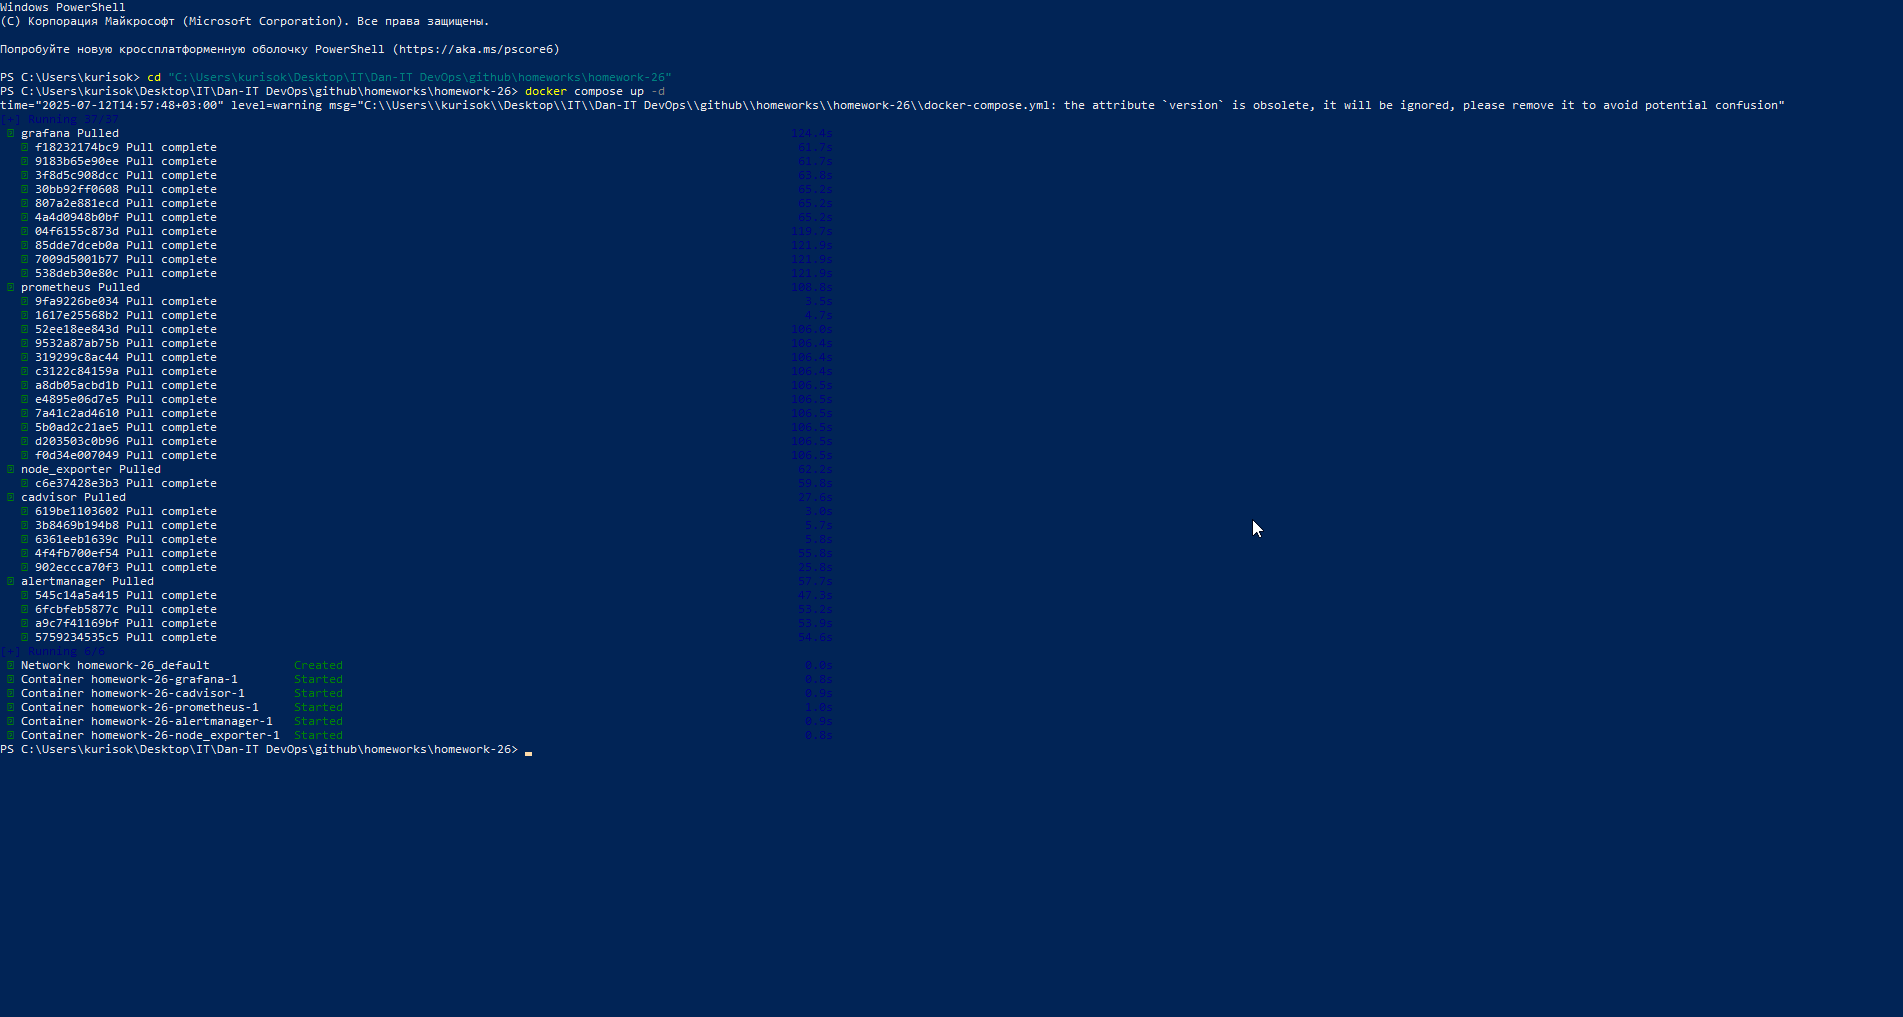 Windows PowerShell
(C) Корпорация Майкрософт (Microsoft Corporation). Все права защищены.
Попробуйте новую кроссплатформенную оболочку PowerShell (https://aka.ms/pscore6)
PS C:\Users\kurisok> cd "C:\Users\kurisok\Desktop\IT\Dan-IT DevOps\github\homeworks\homework-26"
PS C:\Users\kurisok\Desktop\IT\Dan-IT DevOps\github\homeworks\homework-26> docker compose up -d
time="2025-07-12T14:57:48+03:00" level=warning msg="C:\\Users\\kurisok\\Desktop\\IT\\Dan-IT DevOps\\github\\homeworks\\homework-26\\docker-compose.yml: the attribute `version` is obsolete, it will be ignored, please remove it to avoid potential confusion"
[+] Running 37/37
grafana Pulled 124.4s
f18232174bc9 Pull complete 61.7s
9183b65e90ee Pull complete 61.7s
3f8d5c908dcc Pull complete 63.8s
30bb92ff0608 Pull complete 65.2s
807a2e881ecd Pull complete 65.2s
4a4d0948b0bf Pull complete 65.2s
04f6155c873d Pull complete 119.7s
85dde7dceb0a Pull complete 121.9s
7009d5001b77 Pull complete 121.9s
538deb30e80c Pull complete 121.9s
prometheus Pulled 108.8s
9fa9226be034 Pull complete 3.5s
1617e25568b2 Pull complete 4.7s
52ee18ee843d Pull complete 106.0s
9532a87ab75b Pull complete 106.4s
319299c8ac44 Pull complete 106.4s
c3122c84159a Pull complete 106.4s
a8db05acbd1b Pull complete 106.5s
e4895e06d7e5 Pull complete 106.5s
7a41c2ad4610 Pull complete 106.5s
5b0ad2c21ae5 Pull complete 106.5s
d203503c0b96 Pull complete 106.5s
f0d34e007049 Pull complete 106.5s
node_exporter Pulled 62.2s
c6e37428e3b3 Pull complete 59.8s
cadvisor Pulled 27.6s
619be1103602 Pull complete 3.0s
3b8469b194b8 Pull complete 5.7s
6361eeb1639c Pull complete 5.8s
4f4fb700ef54 Pull complete 55.8s
902eccca70f3 Pull complete 25.8s
alertmanager Pulled 57.7s
545c14a5a415 Pull complete 47.3s
6fcbfeb5877c Pull complete 53.2s
a9c7f41169bf Pull complete 53.9s
5759234535c5 Pull complete 54.6s
[+] Running 6/6
Network homework-26_default Created 0.0s
Container homework-26-grafana-1 Started 0.8s
Container homework-26-cadvisor-1 Started 0.9s
Container homework-26-prometheus-1 Started 1.0s
Container homework-26-alertmanager-1 Started 0.9s
Container homework-26-node_exporter-1 Started 0.8s
PS C:\Users\kurisok\Desktop\IT\Dan-IT DevOps\github\homeworks\homework-26>